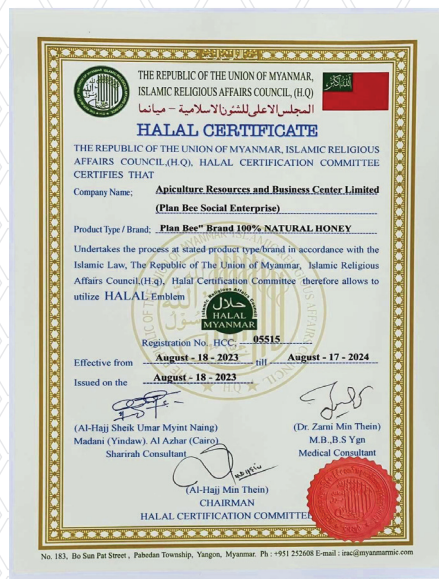 THE REPUBLIC OF THE UNION OF MYANMAR,
ISLAMIC RELIGIOUS AFFAIRS COUNCIL, (H.Q)
المجلس الاعلى للشئون الاسلامية - ميانما
HALAL CERTIFICATE
THE REPUBLIC OF THE UNION OF MYANMAR, ISLAMIC RELIGIOUS
AFFAIRS COUNCIL,(H.Q), HALAL CERTIFICATION COMMITTEE
CERTIFIES THAT
Company Name; Apiculture Resources and Business Center Limited
(Plan Bee Social Enterprise)
Product Type / Brand; Plan Bee" Brand 100% NATURAL HONEY
Undertakes the process at stated product type/brand in accordance with the
Islamic Law, The Republic of The Union of Myanmar, Islamic Religious
Affairs Council,(H.q), Halal Certification Committee therefore allows to
utilize HALAL Emblem
حلال
HALAL
MYANMAR
Registration No. HCC, 05515
Effective from August - 18 - 2023 till August - 17 - 2024
Issued on the August - 18 - 2023
(Al-Hajj Sheik Umar Myint Naing) (Dr. Zarni Min Thein)
Madani (Yindaw). Al Azhar (Cairo) M.B.,B.S Ygn
Sharirah Consultant Medical Consultant
(Al-Hajj Min Thein)
CHAIRMAN
HALAL CERTIFICATION COMMITTEE
No. 183, Bo Sun Pat Street , Pabedan Township, Yangon, Myanmar. Ph : +951 252608 E-mail : irac@myanmarmic.com